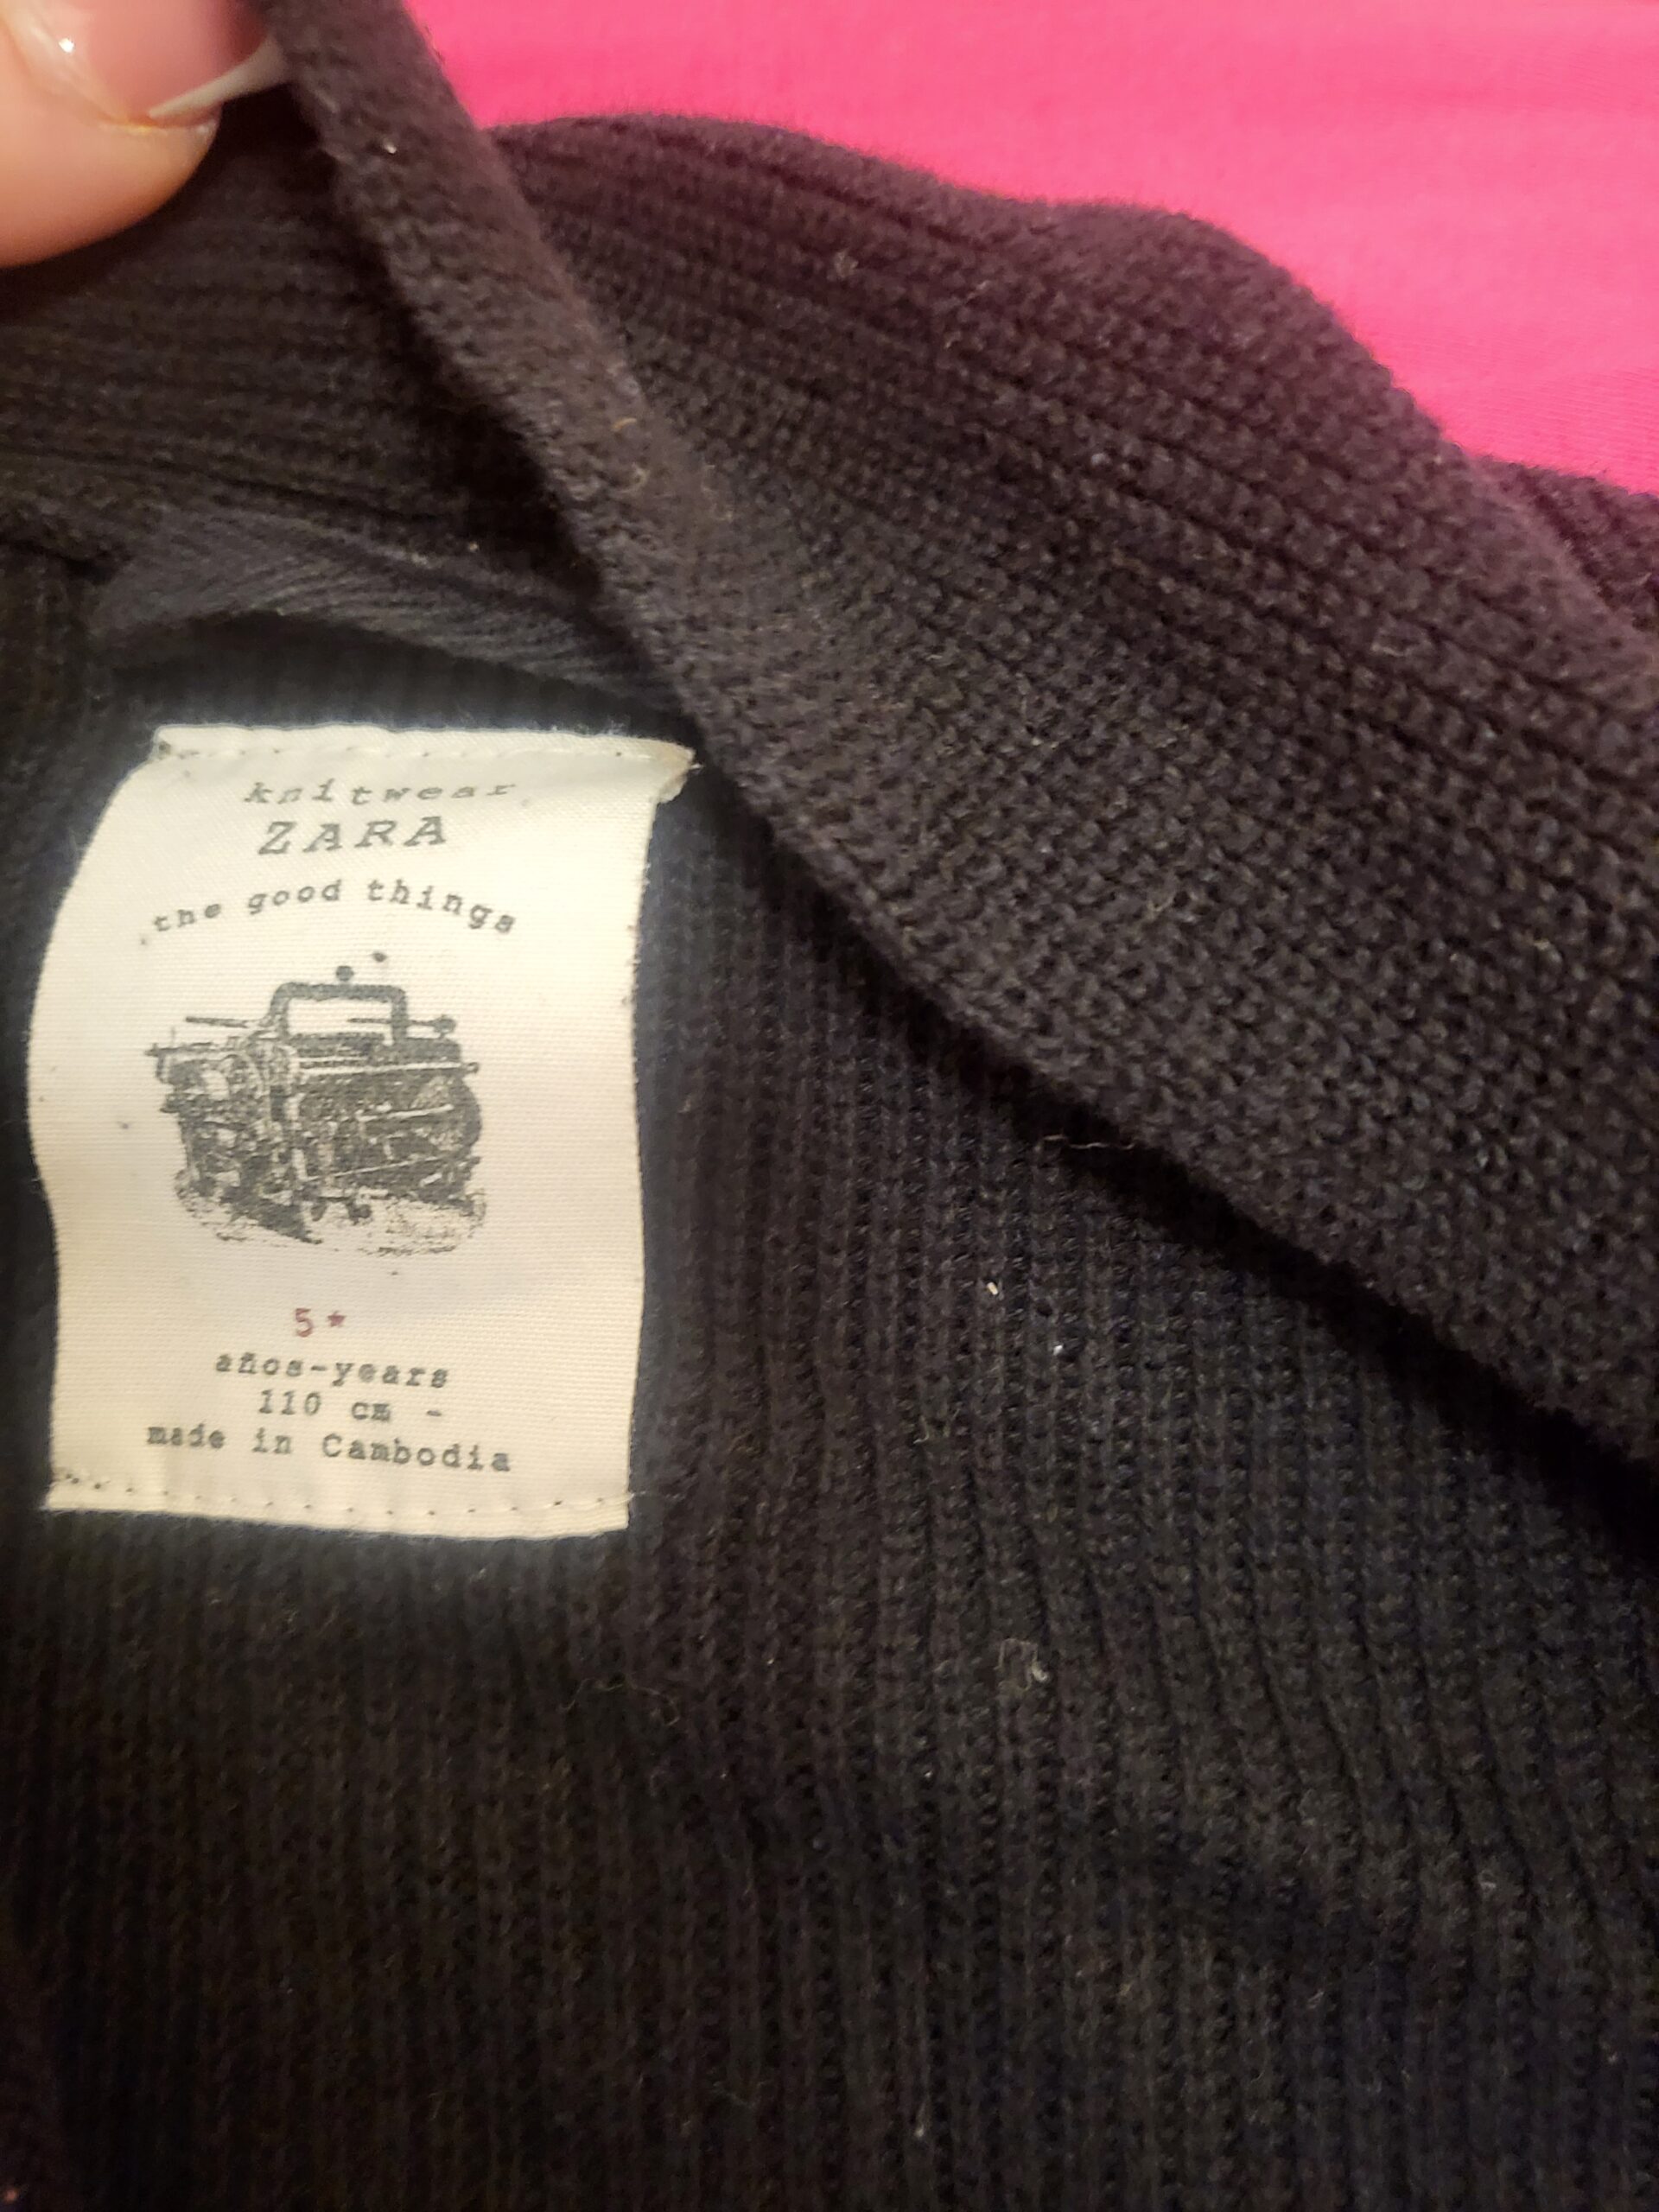 knitwear
ZARA
the good things
5*
años-years
110 cm -
made in Cambodia